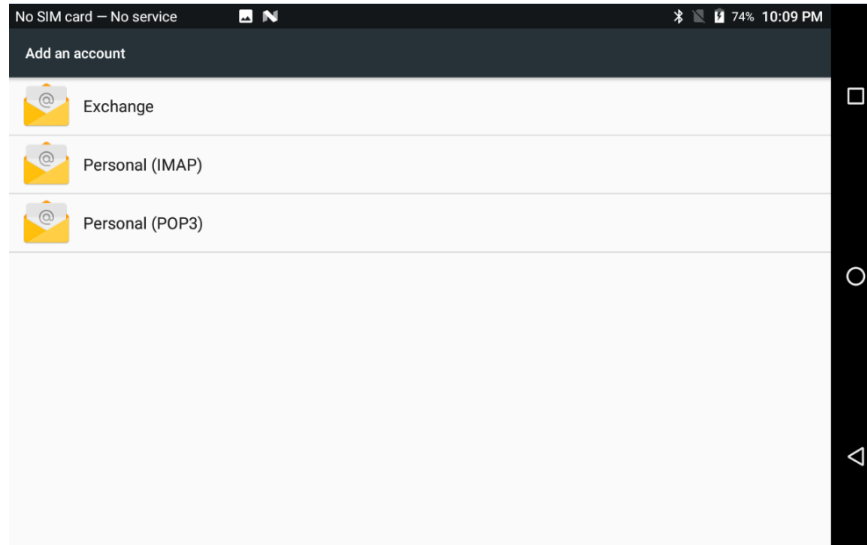 No SIM card — No service 74% 10:09 PM
Add an account
@ Exchange
@ Personal (IMAP)
@ Personal (POP3)